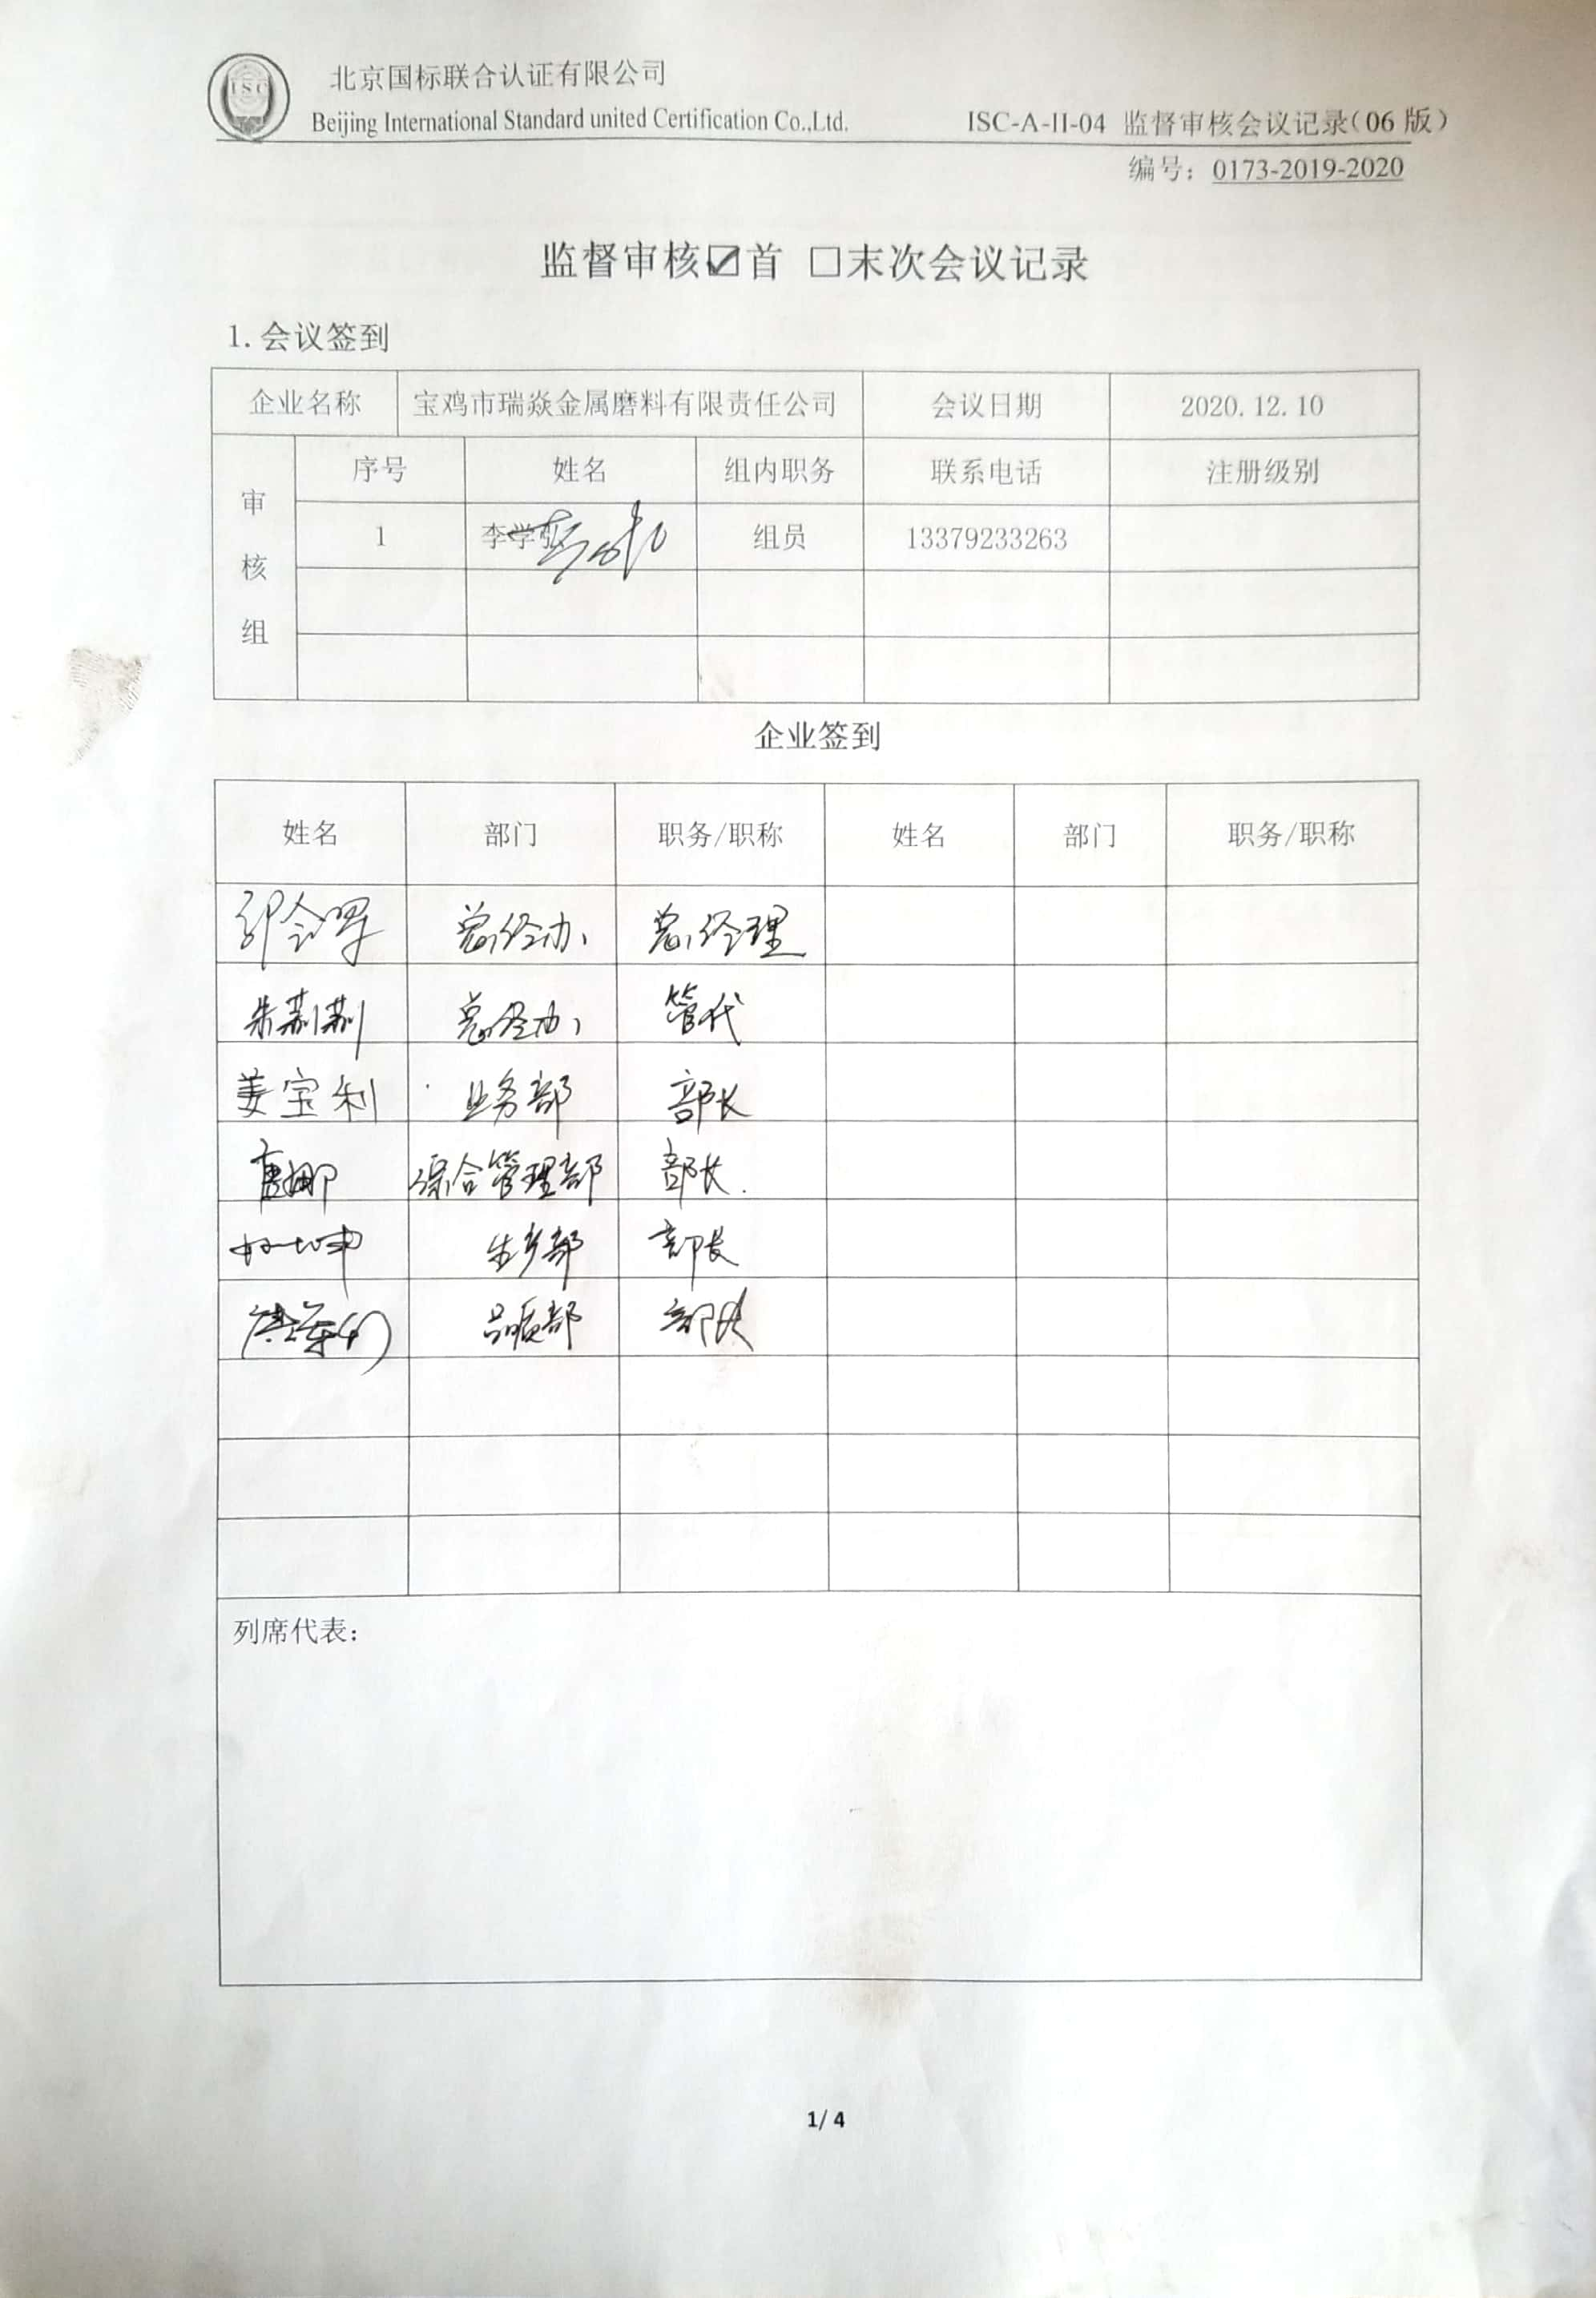 ISC
北京国标联合认证有限公司
Beijing International Standard united Certification Co.,Ltd.
ISC-A-II-04 监督审核会议记录(06 版)
编号：0173-2019-2020
监督审核☑首 □末次会议记录
1.会议签到
企业名称 宝鸡市瑞焱金属磨料有限责任公司 会议日期 2020.12.10
审核组 序号 姓名 组内职务 联系电话 注册级别
1 李学弘 组员 13379233263
企业签到
姓名 部门 职务/职称 姓名 部门 职务/职称
总经办 总经理
朱莉莉 总经办 管代
姜宝利 业务部 部长
唐娜 综合管理部 部长
生产部 部长
品质部 部长
列席代表：
1/ 4